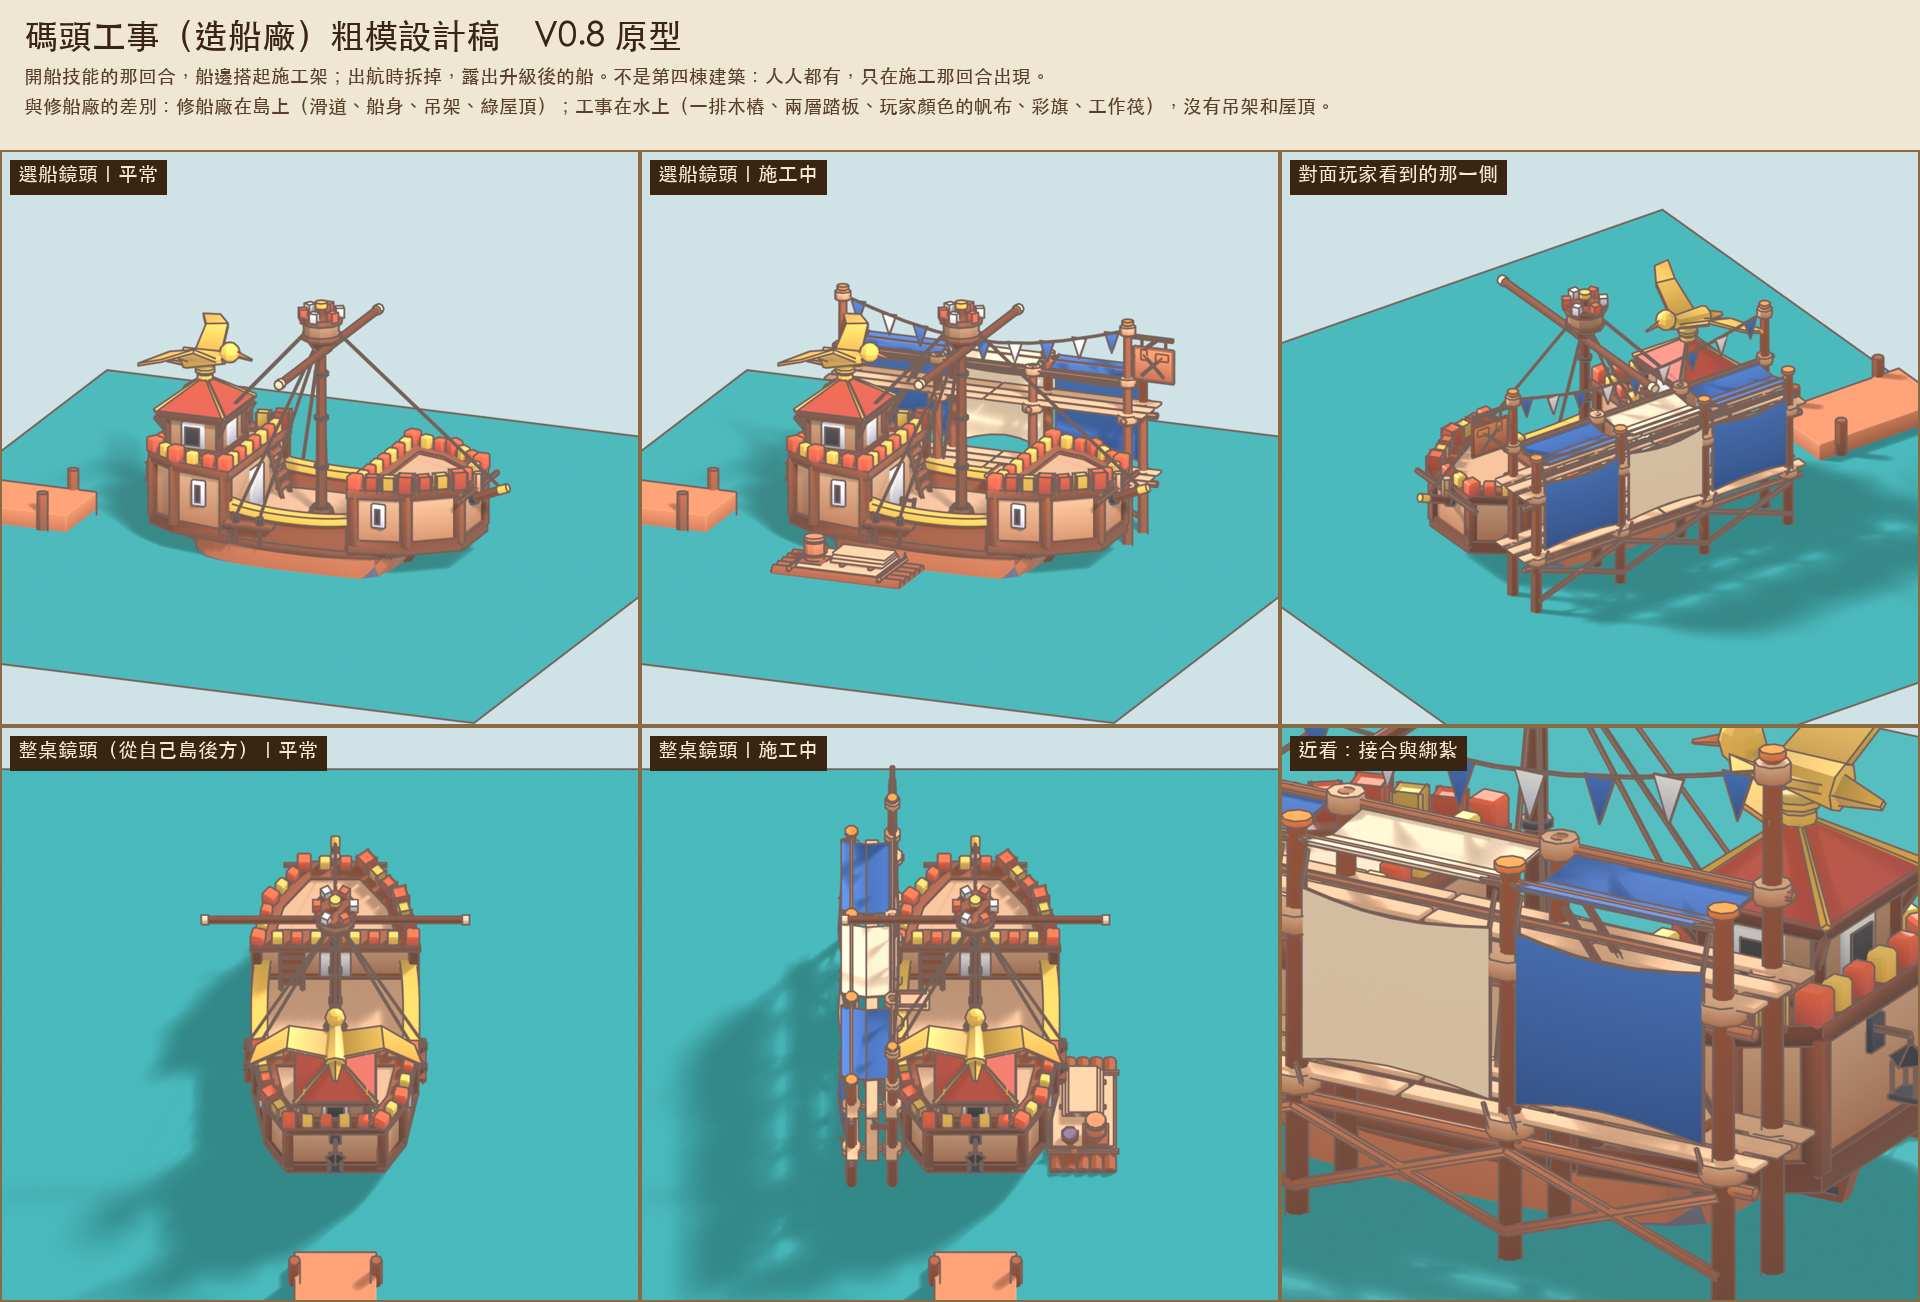 碼頭工事（造船廠）粗模設計稿　V0.8 原型
開船技能的那回合，船邊搭起施工架；出航時拆掉，露出升級後的船。不是第四棟建築：人人都有，只在施工那回合出現。
與修船廠的差別：修船廠在島上（滑道、船身、吊架、綠屋頂）；工事在水上（一排木樁、兩層踏板、玩家顏色的帆布、彩旗、工作筏），沒有吊架和屋頂。
選船鏡頭｜平常
選船鏡頭｜施工中
對面玩家看到的那一側
整桌鏡頭（從自己島後方）｜平常
整桌鏡頭｜施工中
近看：接合與綁紮